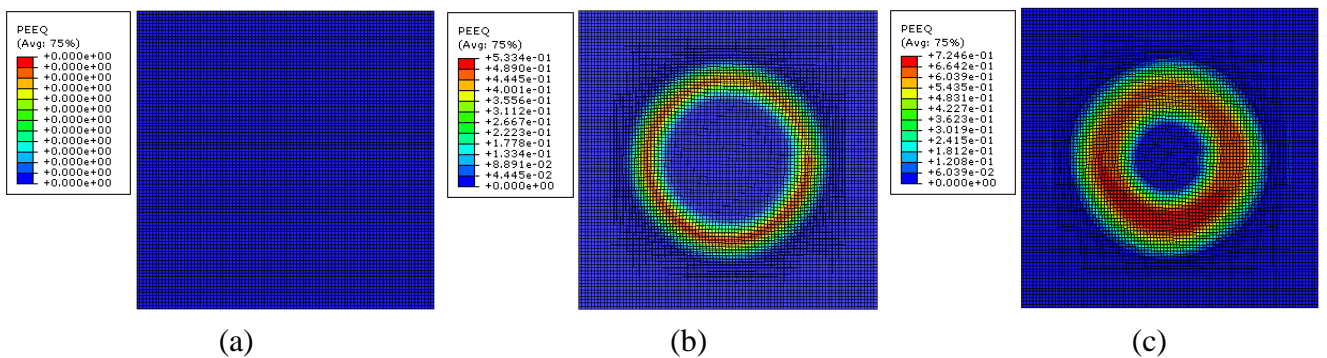 PEEQ
(Avg: 75%)
+0.000e+00
+0.000e+00
+0.000e+00
+0.000e+00
+0.000e+00
+0.000e+00
+0.000e+00
+0.000e+00
+0.000e+00
+0.000e+00
+0.000e+00
+0.000e+00
+0.000e+00
(a)
PEEQ
(Avg: 75%)
+5.334e-01
+4.890e-01
+4.445e-01
+4.001e-01
+3.556e-01
+3.112e-01
+2.667e-01
+2.223e-01
+1.778e-01
+1.334e-01
+8.891e-02
+4.445e-02
+0.000e+00
(b)
PEEQ
(Avg: 75%)
+7.246e-01
+6.642e-01
+6.039e-01
+5.435e-01
+4.831e-01
+4.227e-01
+3.623e-01
+3.019e-01
+2.415e-01
+1.812e-01
+1.208e-01
+6.039e-02
+0.000e+00
(c)